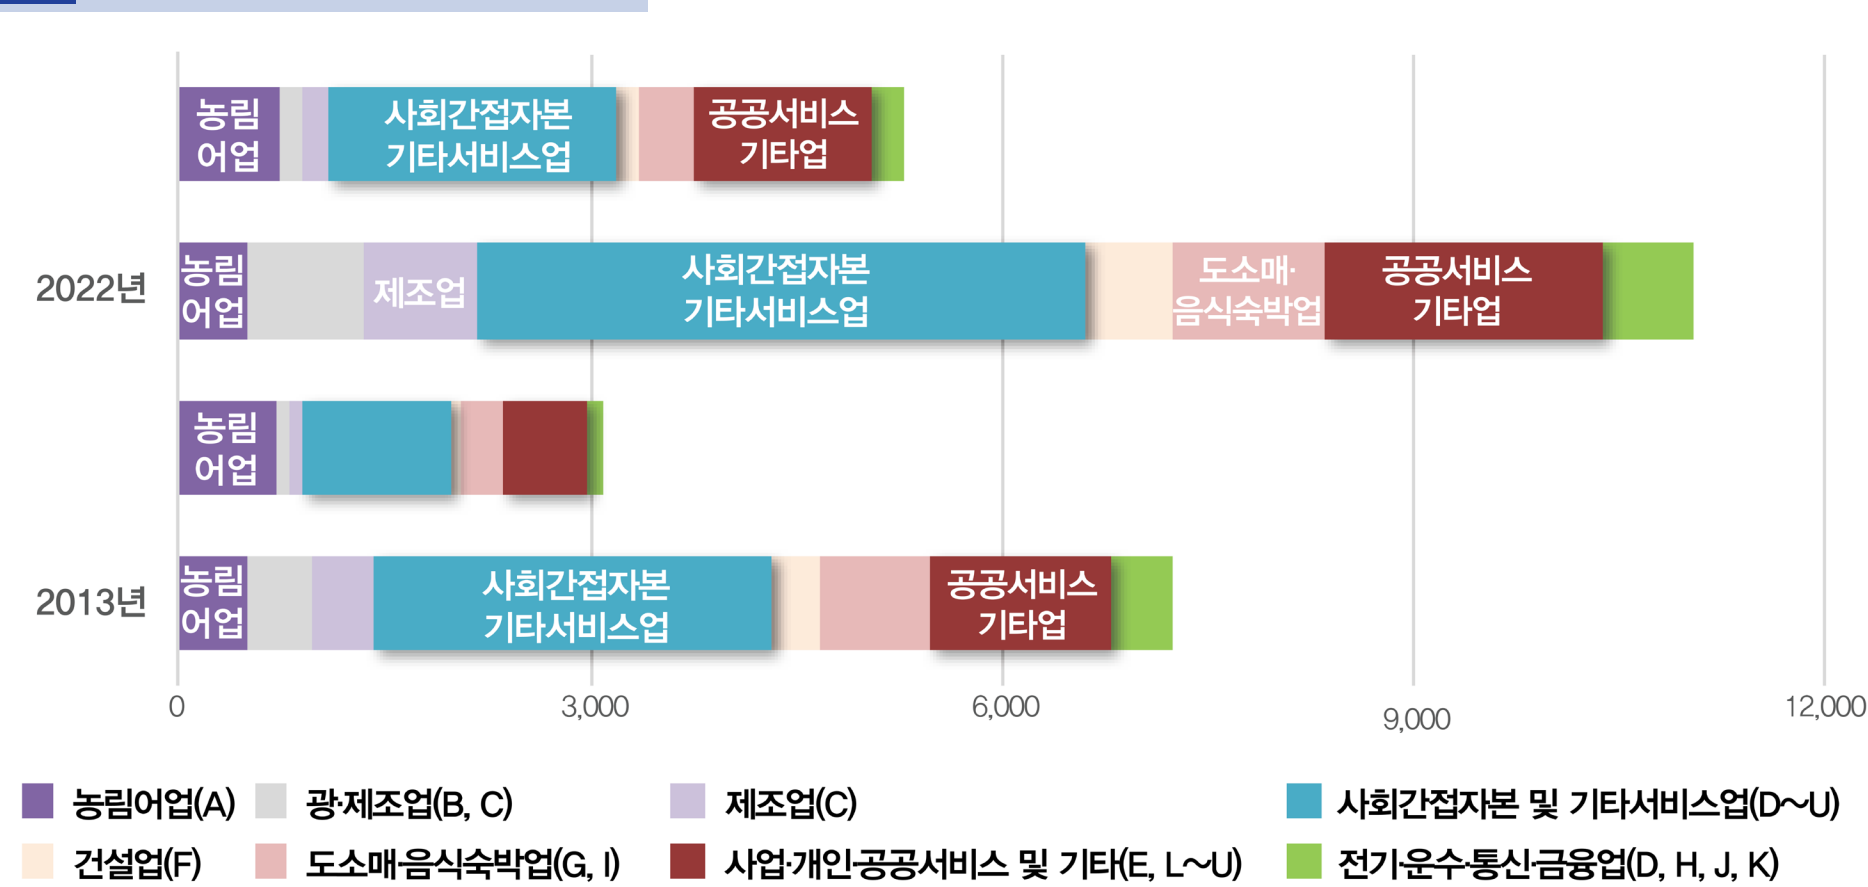 농림
어업
사회간접자본
기타서비스업
공공서비스
기타업
2022년
농림
어업
제조업
사회간접자본
기타서비스업
도소매·
음식숙박업
공공서비스
기타업
농림
어업
2013년
농림
어업
사회간접자본
기타서비스업
공공서비스
기타업
0
3,000
6,000
9,000
12,000
농림어업(A)
광·제조업(B, C)
제조업(C)
사회간접자본 및 기타서비스업(D~U)
건설업(F)
도소매·음식숙박업(G, I)
사업·개인·공공서비스 및 기타(E, L~U)
전기·운수·통신·금융업(D, H, J, K)